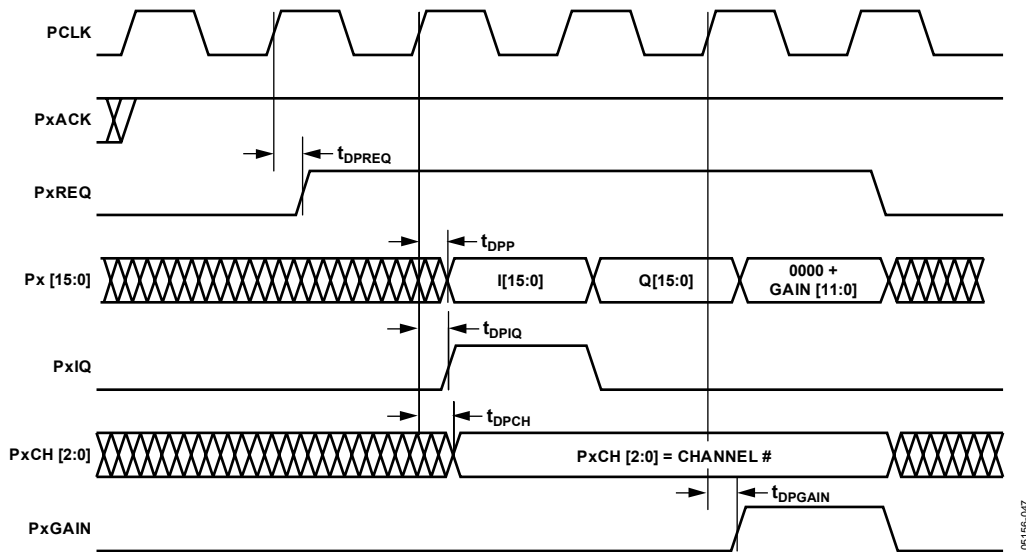 PCLK
PxACK
tDPREQ
PxREQ
tDPP
Px [15:0]
I[15:0]
Q[15:0]
0000 +
GAIN [11:0]
tDPIQ
PxIQ
tDPCH
PxCH [2:0]
PxCH [2:0] = CHANNEL #
tDPGAIN
PxGAIN
05156-047